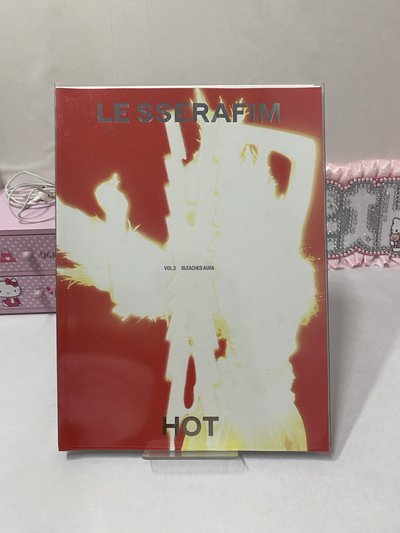 LE SSERAFIM
VOL.3 BLEACHED AURA
HOT